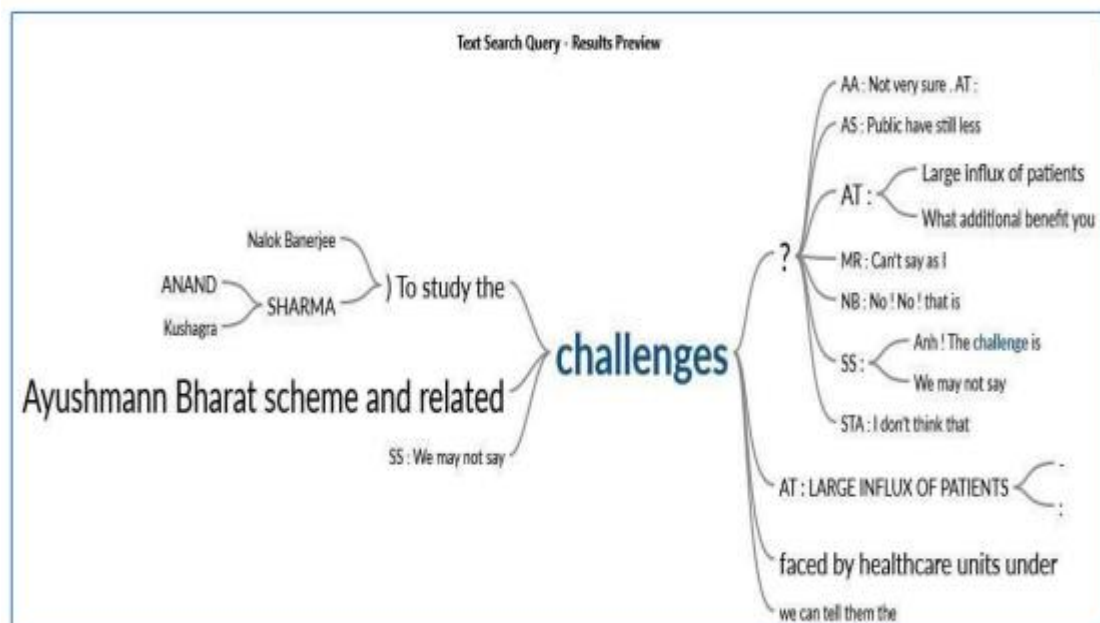 Text Search Query - Results Preview
Nalok Banerjee
ANAND
Kushagra
SHARMA
) To study the
Ayushmann Bharat scheme and related
SS : We may not say
challenges
?
AA : Not very sure . AT :
AS : Public have still less
AT :
Large influx of patients
What additional benefit you
MR : Can't say as I
NB : No ! No ! that is
SS :
Anh ! The challenge is
We may not say
STA : I don't think that
AT : LARGE INFLUX OF PATIENTS
-
:
faced by healthcare units under
we can tell them the